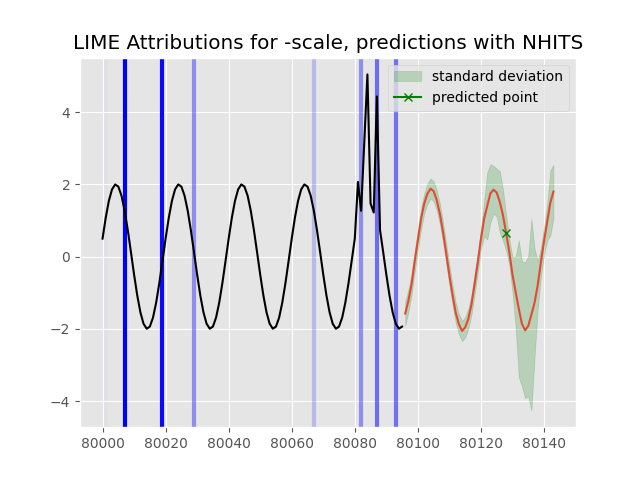 LIME Attributions for -scale, predictions with NHITS
standard deviation
predicted point
4
2
0
−2
−4
80000 80020 80040 80060 80080 80100 80120 80140